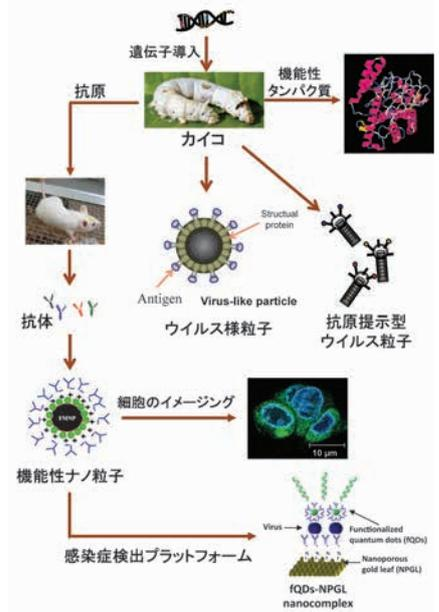 遺伝子導入
抗原
機能性
タンパク質
カイコ
Structual
protein
Antigen
Virus-like particle
ウイルス様粒子
抗原提示型
ウイルス粒子
抗体
細胞のイメージング
FMNP
10 μm
機能性ナノ粒子
Virus
Functionalized
quantum dots (fQDs)
感染症検出プラットフォーム
Nanoporous
gold leaf (NPGL)
fQDs-NPGL
nanocomplex